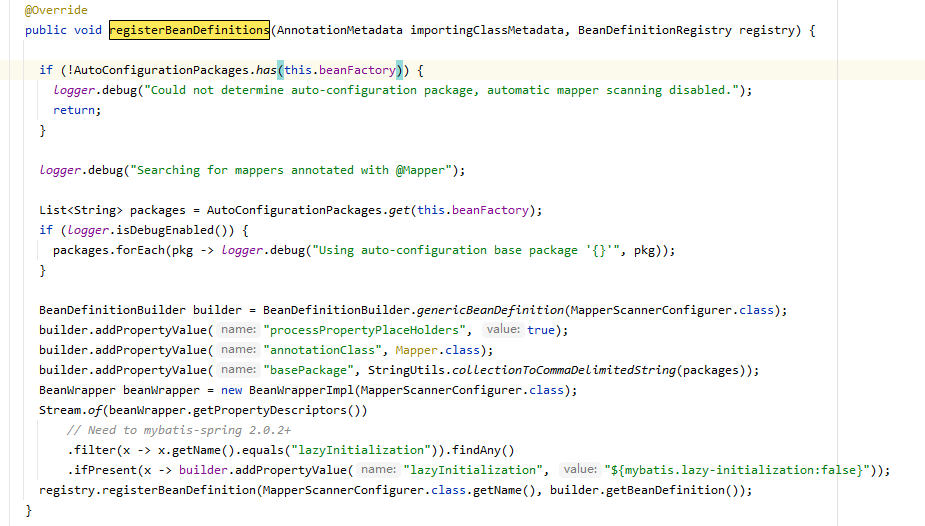 @Override
public void registerBeanDefinitions(AnnotationMetadata importingClassMetadata, BeanDefinitionRegistry registry) {
if (!AutoConfigurationPackages.has(this.beanFactory)) {
logger.debug("Could not determine auto-configuration package, automatic mapper scanning disabled.");
return;
}
logger.debug("Searching for mappers annotated with @Mapper");
List<String> packages = AutoConfigurationPackages.get(this.beanFactory);
if (logger.isDebugEnabled()) {
packages.forEach(pkg -> logger.debug("Using auto-configuration base package '{}'", pkg));
}
BeanDefinitionBuilder builder = BeanDefinitionBuilder.genericBeanDefinition(MapperScannerConfigurer.class);
builder.addPropertyValue( name: "processPropertyPlaceHolders", value: true);
builder.addPropertyValue( name: "annotationClass", Mapper.class);
builder.addPropertyValue( name: "basePackage", StringUtils.collectionToCommaDelimitedString(packages));
BeanWrapper beanWrapper = new BeanWrapperImpl(MapperScannerConfigurer.class);
Stream.of(beanWrapper.getPropertyDescriptors())
// Need to mybatis-spring 2.0.2+
.filter(x -> x.getName().equals("lazyInitialization")).findAny()
.ifPresent(x -> builder.addPropertyValue( name: "lazyInitialization", value: "${mybatis.lazy-initialization:false}"));
registry.registerBeanDefinition(MapperScannerConfigurer.class.getName(), builder.getBeanDefinition());
}